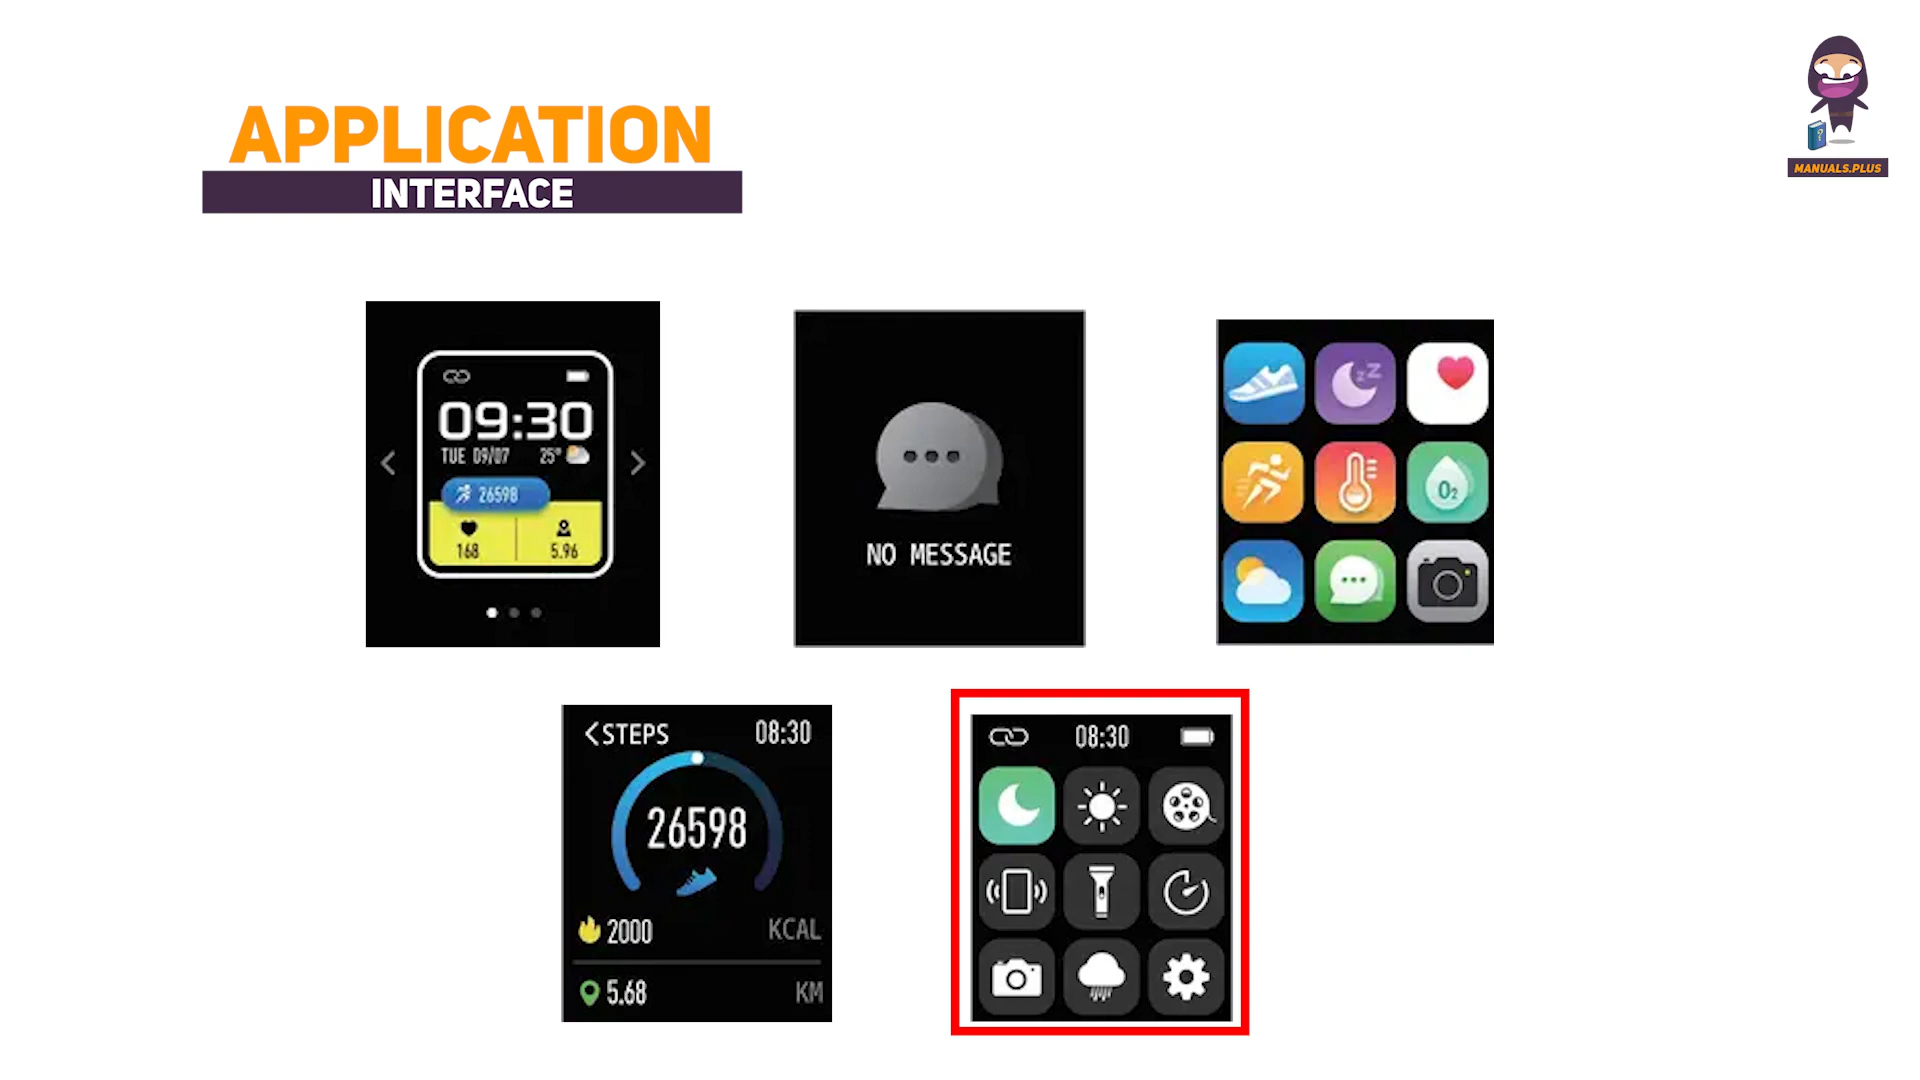 APPLICATION
INTERFACE
MANUALS.PLUS
09:30
TUE 09/07 25°
26598
168 5.96
NO MESSAGE
zZ
O2
<STEPS 08:30
26598
2000 KCAL
5.68 KM
08:30